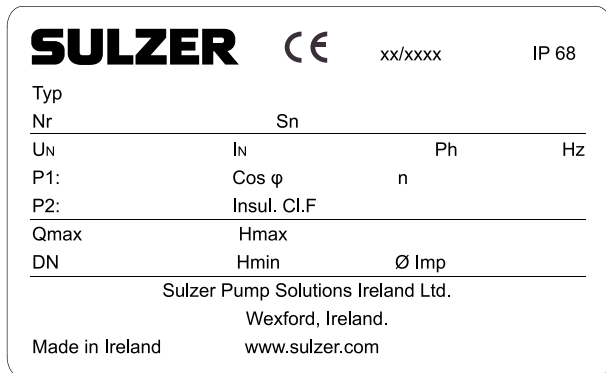 SULZER CE xx/xxxx IP 68
Typ
Nr Sn
UN IN Ph Hz
P1: Cos φ n
P2: Insul. Cl.F
Qmax Hmax
DN Hmin Ø Imp
Sulzer Pump Solutions Ireland Ltd.
Wexford, Ireland.
Made in Ireland www.sulzer.com